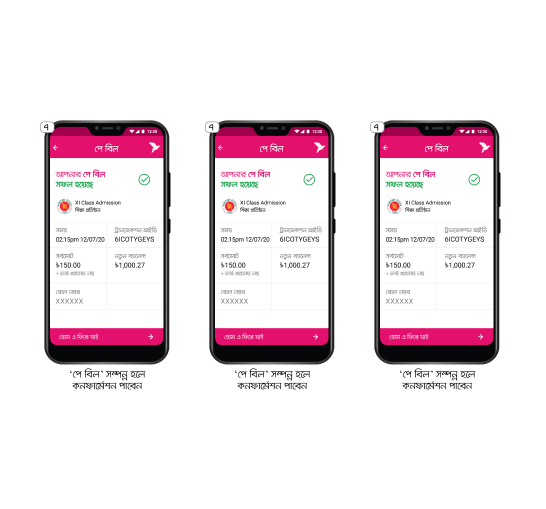 ৭
12:30
পে বিল
আপনার পে বিল
সফল হয়েছে
XI Class Admission
শিক্ষা প্রতিষ্ঠান
সময়
ট্রানজেকশন আইডি
02:15pm 12/07/20
6ICOTYGEYS
সর্বমোট
নতুন ব্যালেন্স
৳150.00
৳1,000.27
+ চার্জ প্রযোজ্য নয়
রোল নম্বর
XXXXXX
হোম এ ফিরে যাই
‘পে বিল’ সম্পন্ন হলে
কনফার্মেশন পাবেন
৭
12:30
পে বিল
আপনার পে বিল
সফল হয়েছে
XI Class Admission
শিক্ষা প্রতিষ্ঠান
সময়
ট্রানজেকশন আইডি
02:15pm 12/07/20
6ICOTYGEYS
সর্বমোট
নতুন ব্যালেন্স
৳150.00
৳1,000.27
+ চার্জ প্রযোজ্য নয়
রোল নম্বর
XXXXXX
হোম এ ফিরে যাই
‘পে বিল’ সম্পন্ন হলে
কনফার্মেশন পাবেন
৭
12:30
পে বিল
আপনার পে বিল
সফল হয়েছে
XI Class Admission
শিক্ষা প্রতিষ্ঠান
সময়
ট্রানজেকশন আইডি
02:15pm 12/07/20
6ICOTYGEYS
সর্বমোট
নতুন ব্যালেন্স
৳150.00
৳1,000.27
+ চার্জ প্রযোজ্য নয়
রোল নম্বর
XXXXXX
হোম এ ফিরে যাই
‘পে বিল’ সম্পন্ন হলে
কনফার্মেশন পাবেন